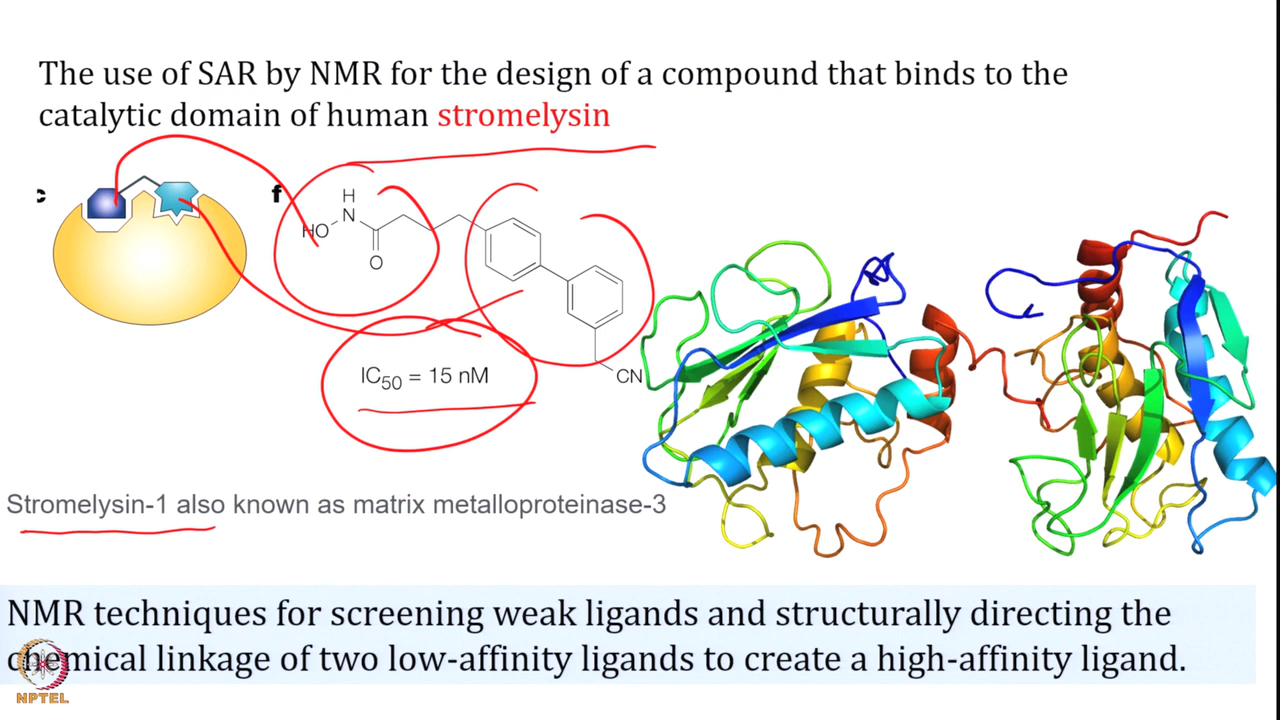 The use of SAR by NMR for the design of a compound that binds to the
catalytic domain of human stromelysin
c
f
H
N
HO
O
IC50 = 15 nM
CN
Stromelysin-1 also known as matrix metalloproteinase-3
NMR techniques for screening weak ligands and structurally directing the
chemical linkage of two low-affinity ligands to create a high-affinity ligand.
NPTEL